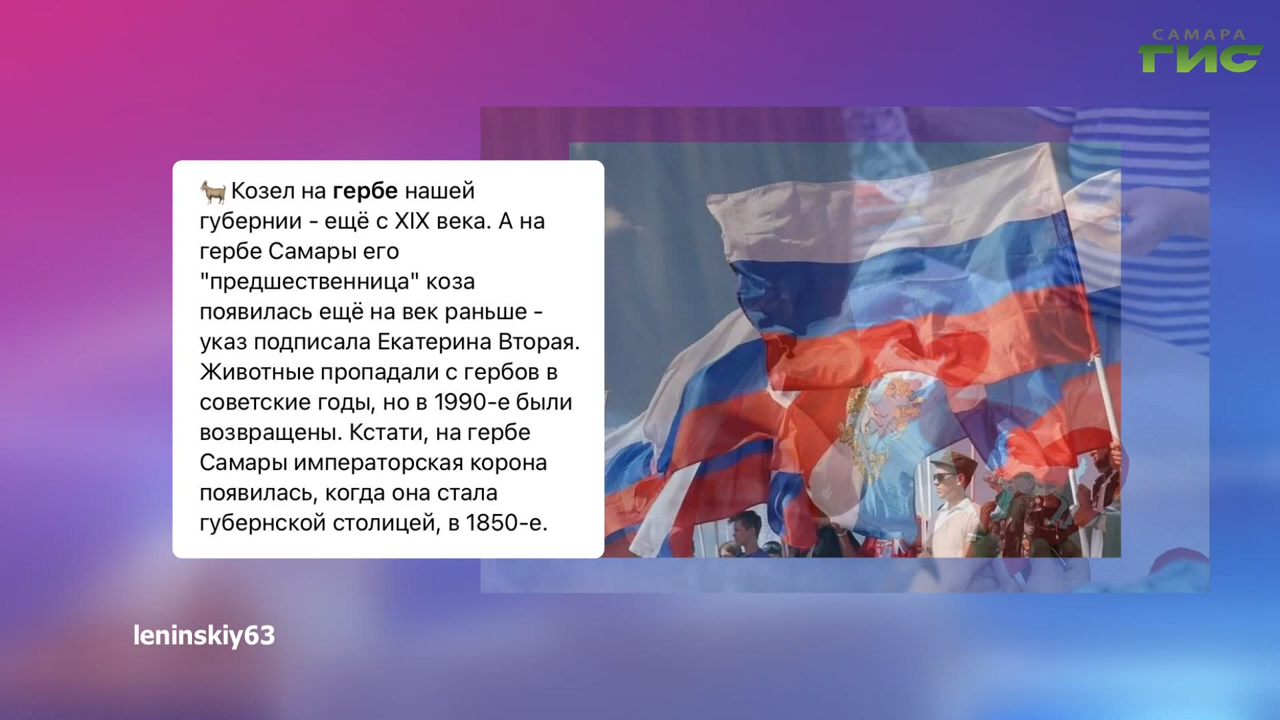 САМАРА
ГИС
🐐Козел на гербе нашей
губернии - ещё с XIX века. А на
гербе Самары его
"предшественница" коза
появилась ещё на век раньше -
указ подписала Екатерина Вторая.
Животные пропадали с гербов в
советские годы, но в 1990-е были
возвращены. Кстати, на гербе
Самары императорская корона
появилась, когда она стала
губернской столицей, в 1850-е.
leninskiy63